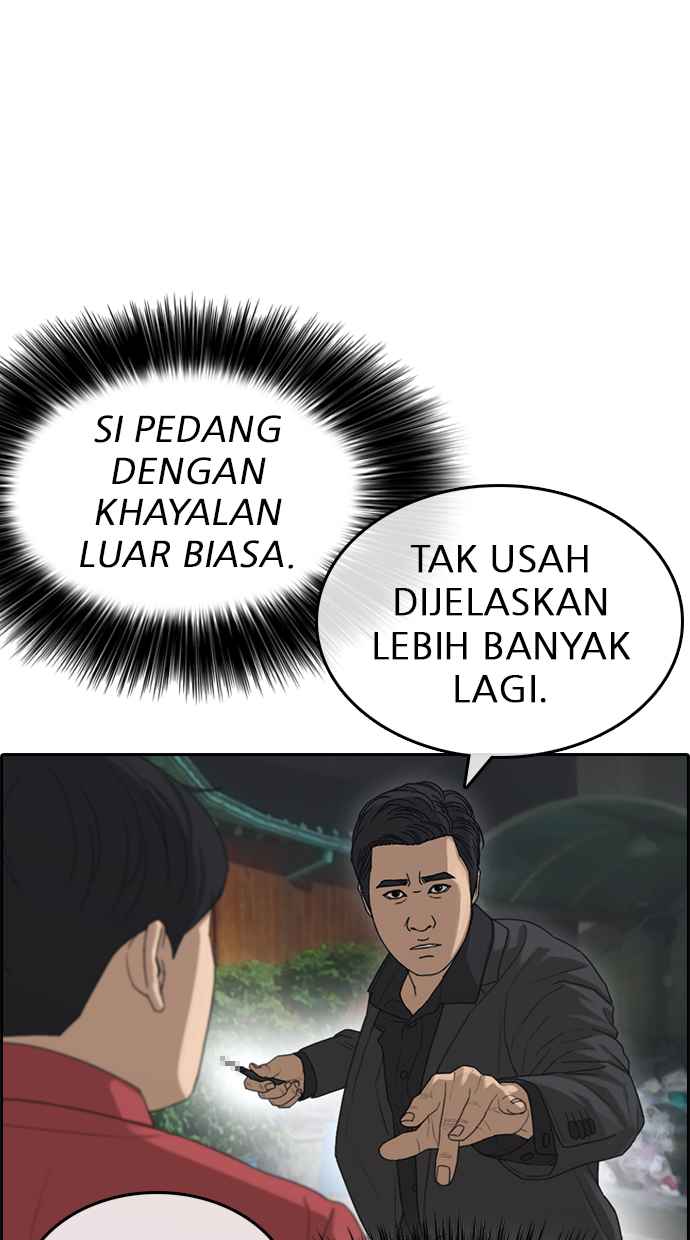 SI PEDANG
DENGAN
KHAYALAN
LUAR BIASA.
TAK USAH
DIJELASKAN
LEBIH BANYAK
LAGI.